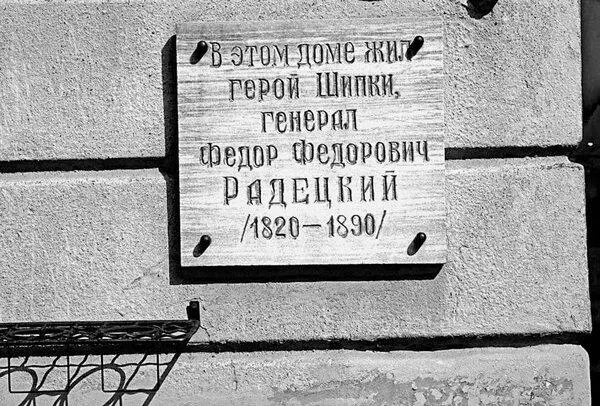 В ЭТОМ ДОМЕ ЖИЛ
ГЕРОЙ ШИПКИ,
ГЕНЕРАЛ
ФЕДОР ФЕДОРОВИЧ
РАДЕЦКИЙ
/1820—1890/